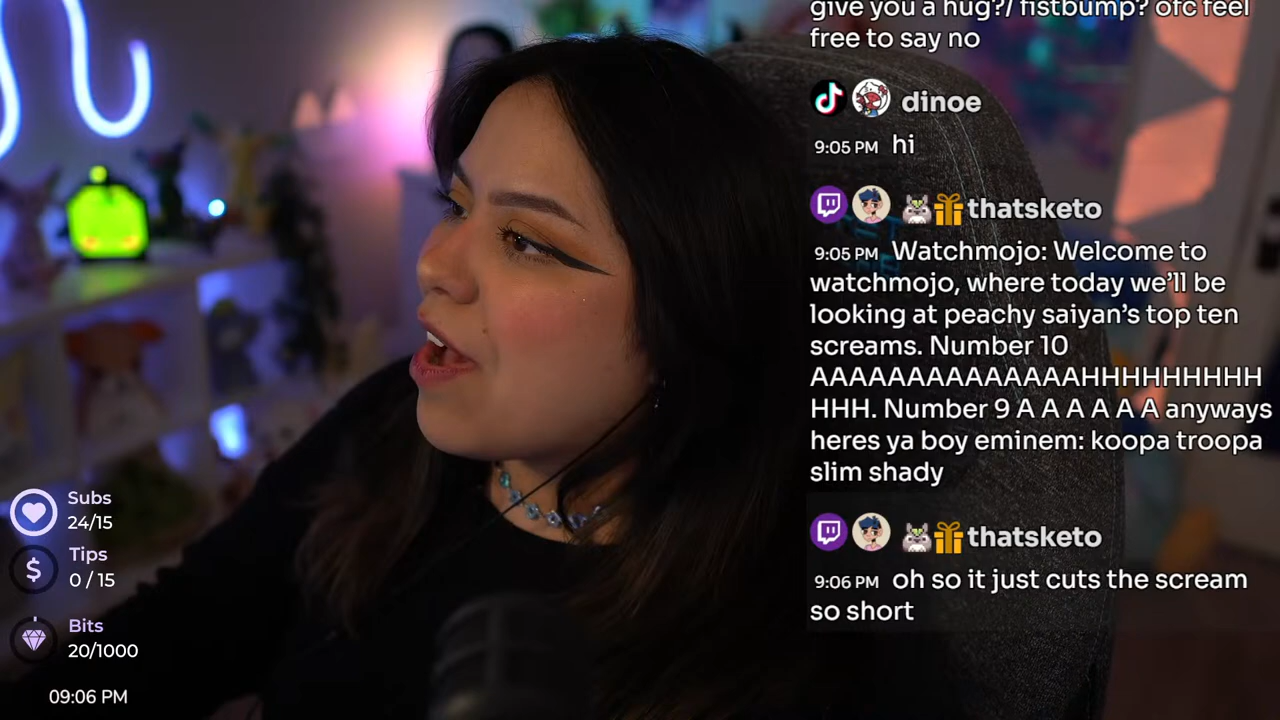 give you a hug?/ fistbump? ofc feel
free to say no
dinoe
9:05 PM hi
thatsketo
9:05 PM Watchmojo: Welcome to
watchmojo, where today we’ll be
looking at peachy saiyan’s top ten
screams. Number 10
AAAAAAAAAAAAAAHHHHHHHHH
HHH. Number 9 A A A A A A anyways
heres ya boy eminem: koopa troopa
slim shady
thatsketo
9:06 PM oh so it just cuts the scream
so short
Subs
24/15
Tips
$
0 / 15
Bits
20/1000
09:06 PM